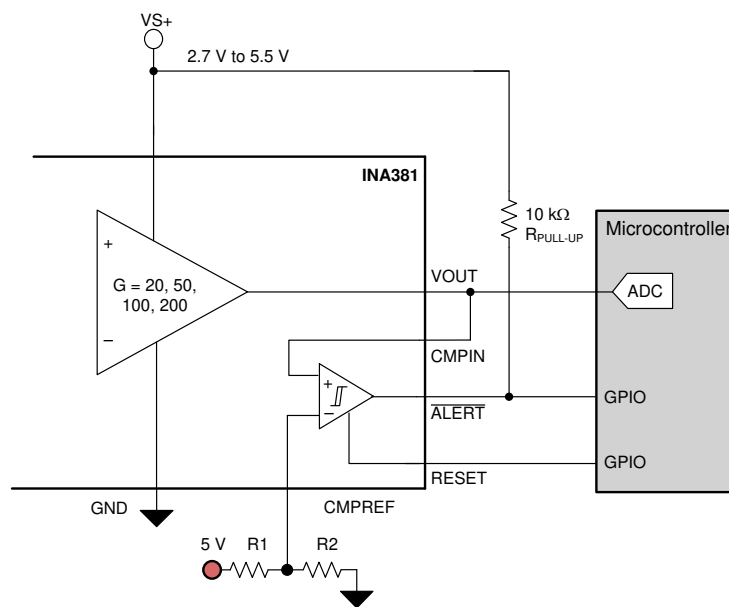 VS+
2.7 V to 5.5 V
INA381
10 kΩ
RPULL-UP
Microcontroller
+
G = 20, 50,
100, 200
−
VOUT
ADC
CMPIN
+
−
ALERT
GPIO
RESET
GPIO
GND
CMPREF
5 V
R1
R2